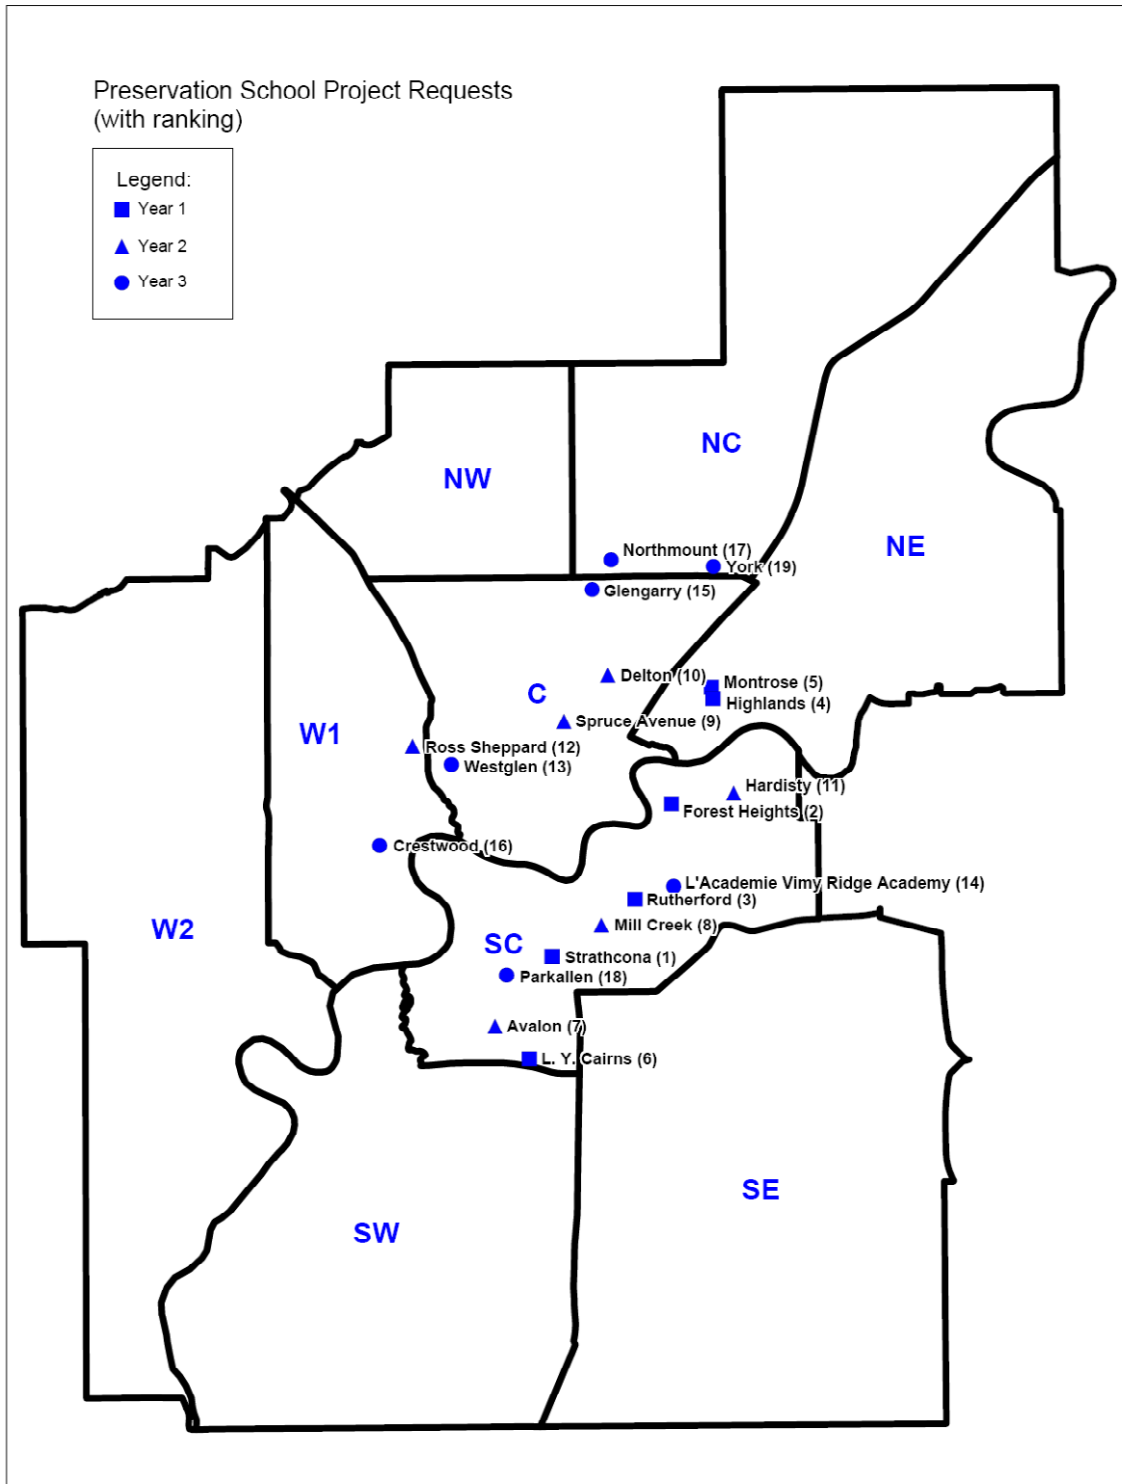 Preservation School Project Requests
(with ranking)
Legend:
Year 1
Year 2
Year 3
NC
NW
NE
Northmount (17)
York (19)
Glengarry (15)
Delton (10)
Montrose (5)
C
Highlands (4)
Spruce Avenue (9)
W1
Ross Sheppard (12)
Westglen (13)
Hardisty (11)
Forest Heights (2)
Crestwood (16)
L'Academie Vimy Ridge Academy (14)
Rutherford (3)
W2
Mill Creek (8)
SC
Strathcona (1)
Parkallen (18)
Avalon (7)
L. Y. Cairns (6)
SE
SW